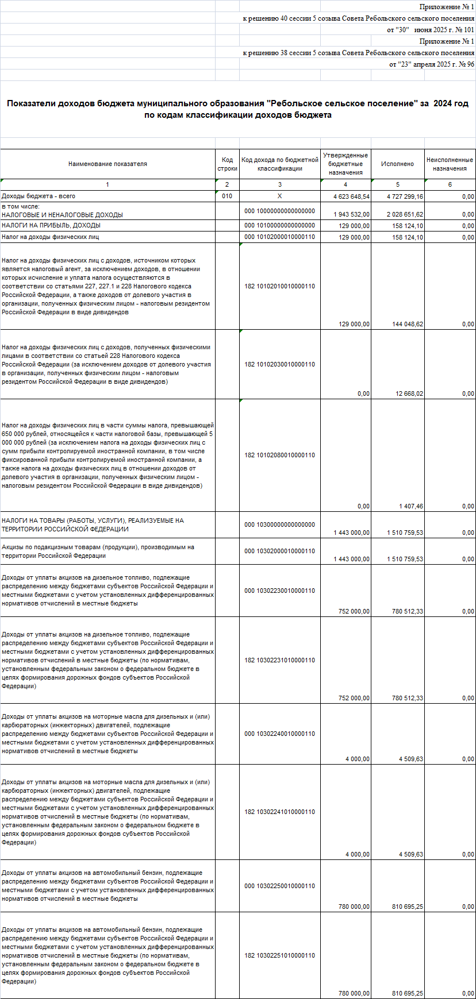 Приложение № 1
к решению 40 сессии 5 созыва Совета Ребольского сельского поселения
от "30"   июня 2025 г. № 101
Приложение № 1
к решению 38 сессии 5 созыва Совета Ребольского сельского поселения
от "23" апреля 2025 г. № 96
Показатели доходов бюджета муниципального образования "Ребольское сельское поселение" за  2024 год
по кодам классификации доходов бюджета
Наименование показателя
Код
строки
Код дохода по бюджетной
классификации
Утвержденные
бюджетные
назначения
Исполнено
Неисполненные
назначения
1 2 3 4 5 6
Доходы бюджета - всего 010 X 4 623 648,54 4 727 299,16 0,00
в том числе:
НАЛОГОВЫЕ И НЕНАЛОГОВЫЕ ДОХОДЫ
000 10000000000000000 1 943 532,00 2 028 651,62 0,00
НАЛОГИ НА ПРИБЫЛЬ, ДОХОДЫ 000 10100000000000000 129 000,00 158 124,10 0,00
Налог на доходы физических лиц 000 10102000010000110 129 000,00 158 124,10 0,00
Налог на доходы физических лиц с доходов, источником которых
является налоговый агент, за исключением доходов, в отношении
которых исчисление и уплата налога осуществляются в
соответствии со статьями 227, 227.1 и 228 Налогового кодекса
Российской Федерации, а также доходов от долевого участия в
организации, полученных физическим лицом - налоговым резидентом
Российской Федерации в виде дивидендов
182 10102010010000110 129 000,00 144 048,62 0,00
Налог на доходы физических лиц с доходов, полученных физическими
лицами в соответствии со статьей 228 Налогового кодекса
Российской Федерации (за исключением доходов от долевого участия
в организации, полученных физическим лицом - налоговым
резидентом Российской Федерации в виде дивидендов)
182 10102030010000110 0,00 12 668,02 0,00
Налог на доходы физических лиц в части суммы налога, превышающей
650 000 рублей, относящейся к части налоговой базы, превышающей 5
000 000 рублей (за исключением налога на доходы физических лиц с
сумм прибыли контролируемой иностранной компании, в том числе
фиксированной прибыли контролируемой иностранной компании, а
также налога на доходы физических лиц в отношении доходов от
долевого участия в организации, полученных физическим лицом -
налоговым резидентом Российской Федерации в виде дивидендов)
182 10102080010000110 0,00 1 407,46 0,00
НАЛОГИ НА ТОВАРЫ (РАБОТЫ, УСЛУГИ), РЕАЛИЗУЕМЫЕ НА
ТЕРРИТОРИИ РОССИЙСКОЙ ФЕДЕРАЦИИ
000 10300000000000000 1 443 000,00 1 510 759,53 0,00
Акцизы по подакцизным товарам (продукции), производимым на
территории Российской Федерации
000 10302000010000110 1 443 000,00 1 510 759,53 0,00
Доходы от уплаты акцизов на дизельное топливо, подлежащие
распределению между бюджетами субъектов Российской Федерации и
местными бюджетами с учетом установленных дифференцированных
нормативов отчислений в местные бюджеты
000 10302230010000110 752 000,00 780 512,33 0,00
Доходы от уплаты акцизов на дизельное топливо, подлежащие
распределению между бюджетами субъектов Российской Федерации и
местными бюджетами с учетом установленных дифференцированных
нормативов отчислений в местные бюджеты (по нормативам,
установленным федеральным законом о федеральном бюджете в
целях формирования дорожных фондов субъектов Российской
Федерации)
182 10302231010000110 752 000,00 780 512,33 0,00
Доходы от уплаты акцизов на моторные масла для дизельных и (или)
карбюраторных (инжекторных) двигателей, подлежащие
распределению между бюджетами субъектов Российской Федерации и
местными бюджетами с учетом установленных дифференцированных
нормативов отчислений в местные бюджеты
000 10302240010000110 4 000,00 4 509,63 0,00
Доходы от уплаты акцизов на моторные масла для дизельных и (или)
карбюраторных (инжекторных) двигателей, подлежащие
распределению между бюджетами субъектов Российской Федерации и
местными бюджетами с учетом установленных дифференцированных
нормативов отчислений в местные бюджеты (по нормативам,
установленным федеральным законом о федеральном бюджете в
целях формирования дорожных фондов субъектов Российской
Федерации)
182 10302241010000110 4 000,00 4 509,63 0,00
Доходы от уплаты акцизов на автомобильный бензин, подлежащие
распределению между бюджетами субъектов Российской Федерации и
местными бюджетами с учетом установленных дифференцированных
нормативов отчислений в местные бюджеты
000 10302250010000110 780 000,00 810 695,25 0,00
Доходы от уплаты акцизов на автомобильный бензин, подлежащие
распределению между бюджетами субъектов Российской Федерации и
местными бюджетами с учетом установленных дифференцированных
нормативов отчислений в местные бюджеты (по нормативам,
установленным федеральным законом о федеральном бюджете в
целях формирования дорожных фондов субъектов Российской
Федерации)
182 10302251010000110 780 000,00 810 695,25 0,00